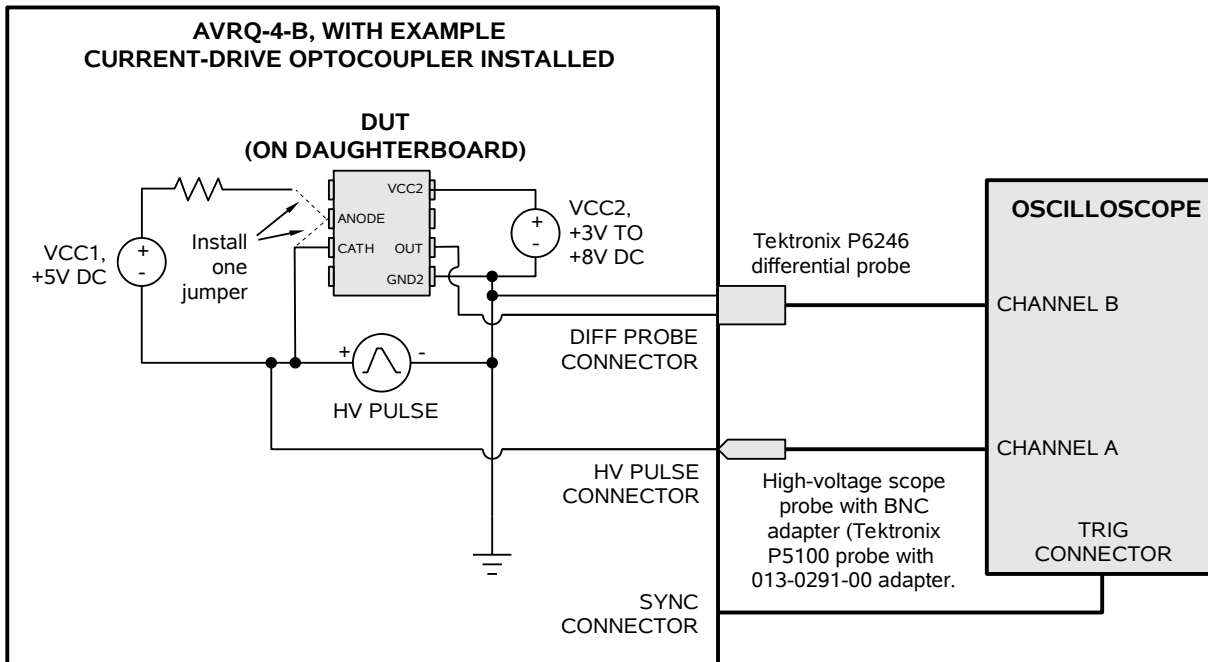 AVRQ-4-B, WITH EXAMPLE
CURRENT-DRIVE OPTOCOUPLER INSTALLED
DUT
(ON DAUGHTERBOARD)
VCC2
ANODE
CATH
OUT
GND2
+
-
VCC1,
+5V DC
Install
one
jumper
+
-
VCC2,
+3V TO
+8V DC
+
-
HV PULSE
DIFF PROBE
CONNECTOR
HV PULSE
CONNECTOR
SYNC
CONNECTOR
Tektronix P6246
differential probe
High-voltage scope
probe with BNC
adapter (Tektronix
P5100 probe with
013-0291-00 adapter.
OSCILLOSCOPE
CHANNEL B
CHANNEL A
TRIG
CONNECTOR